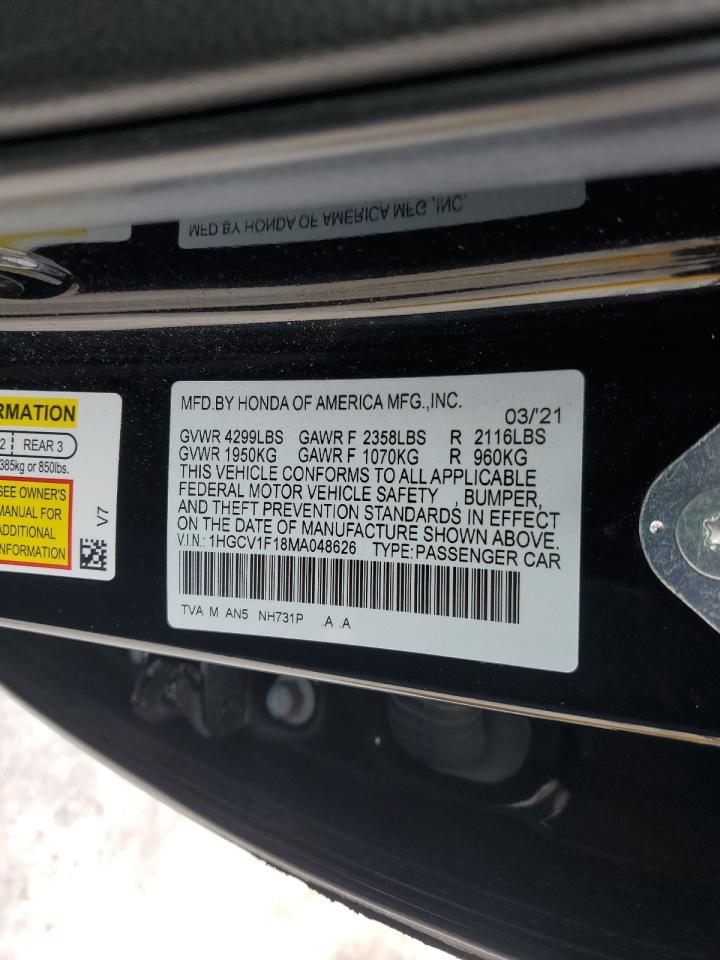 MFD.BY HONDA OF AMERICA MFG.,INC.
RMATION
2 REAR 3
385kg or 850lbs.
SEE OWNER'S
MANUAL FOR
ADDITIONAL
INFORMATION
V7
MFD.BY HONDA OF AMERICA MFG.,INC.
03/'21
GVWR 4299LBS GAWR F 2358LBS R 2116LBS
GVWR 1950KG GAWR F 1070KG R 960KG
THIS VEHICLE CONFORMS TO ALL APPLICABLE
FEDERAL MOTOR VEHICLE SAFETY , BUMPER,
AND THEFT PREVENTION STANDARDS IN EFFECT
ON THE DATE OF MANUFACTURE SHOWN ABOVE.
V.I.N.: 1HGCV1F18MA048626 TYPE:PASSENGER CAR
TVA M AN5 NH731P .A .A